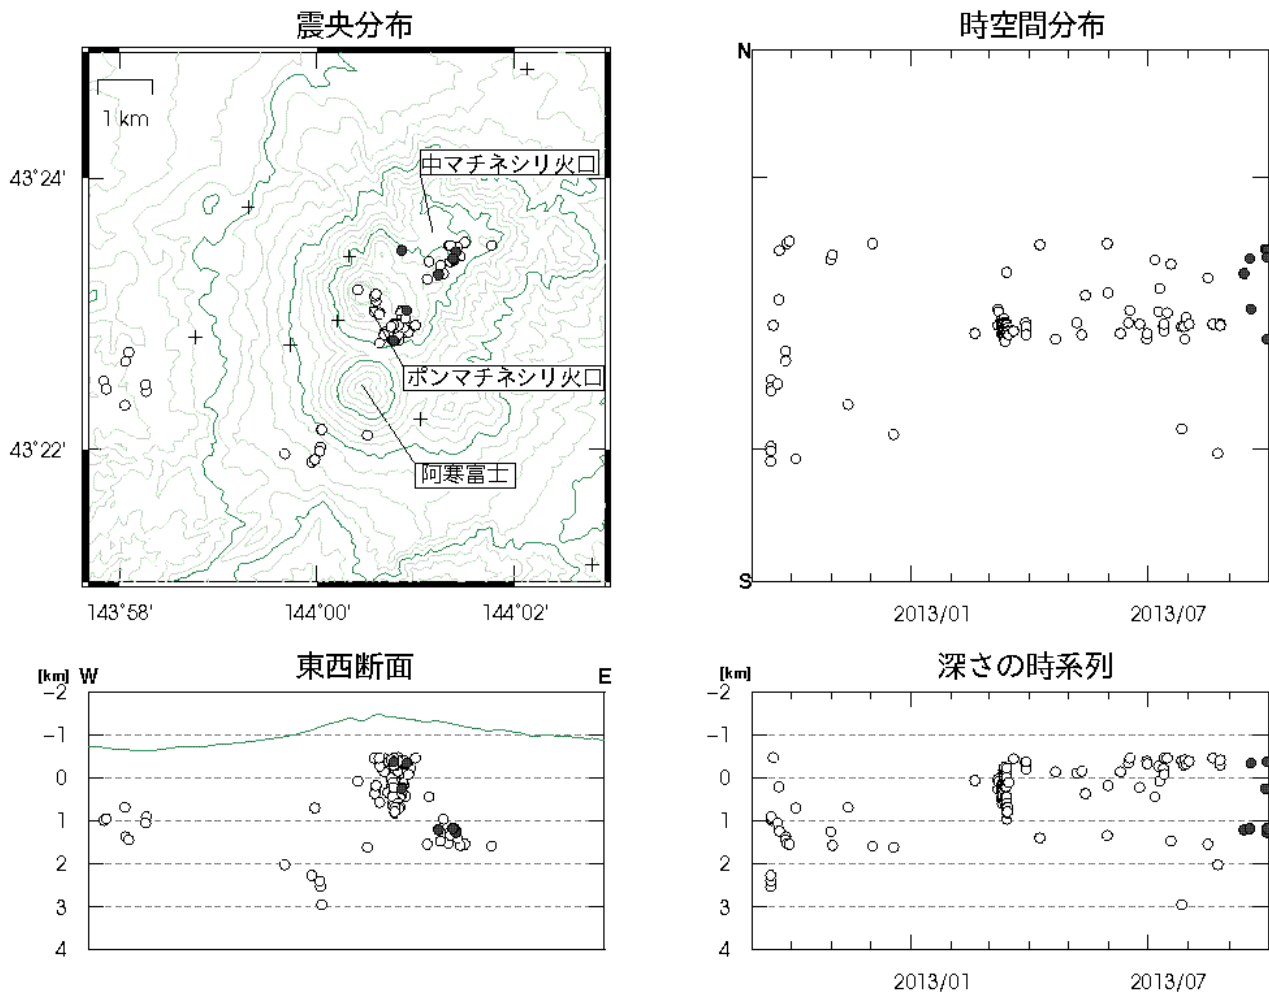 震央分布
時空間分布
N
1 km
中マチネシリ火口
43°24'
ポンマチネシリ火口
43°22'
阿寒富士
S
143°58'
144°00'
144°02'
2013/01
2013/07
東西断面
深さの時系列
[km]
W
E
[km]
-2
-1
0
1
2
3
4
-2
-1
0
1
2
3
4
2013/01
2013/07